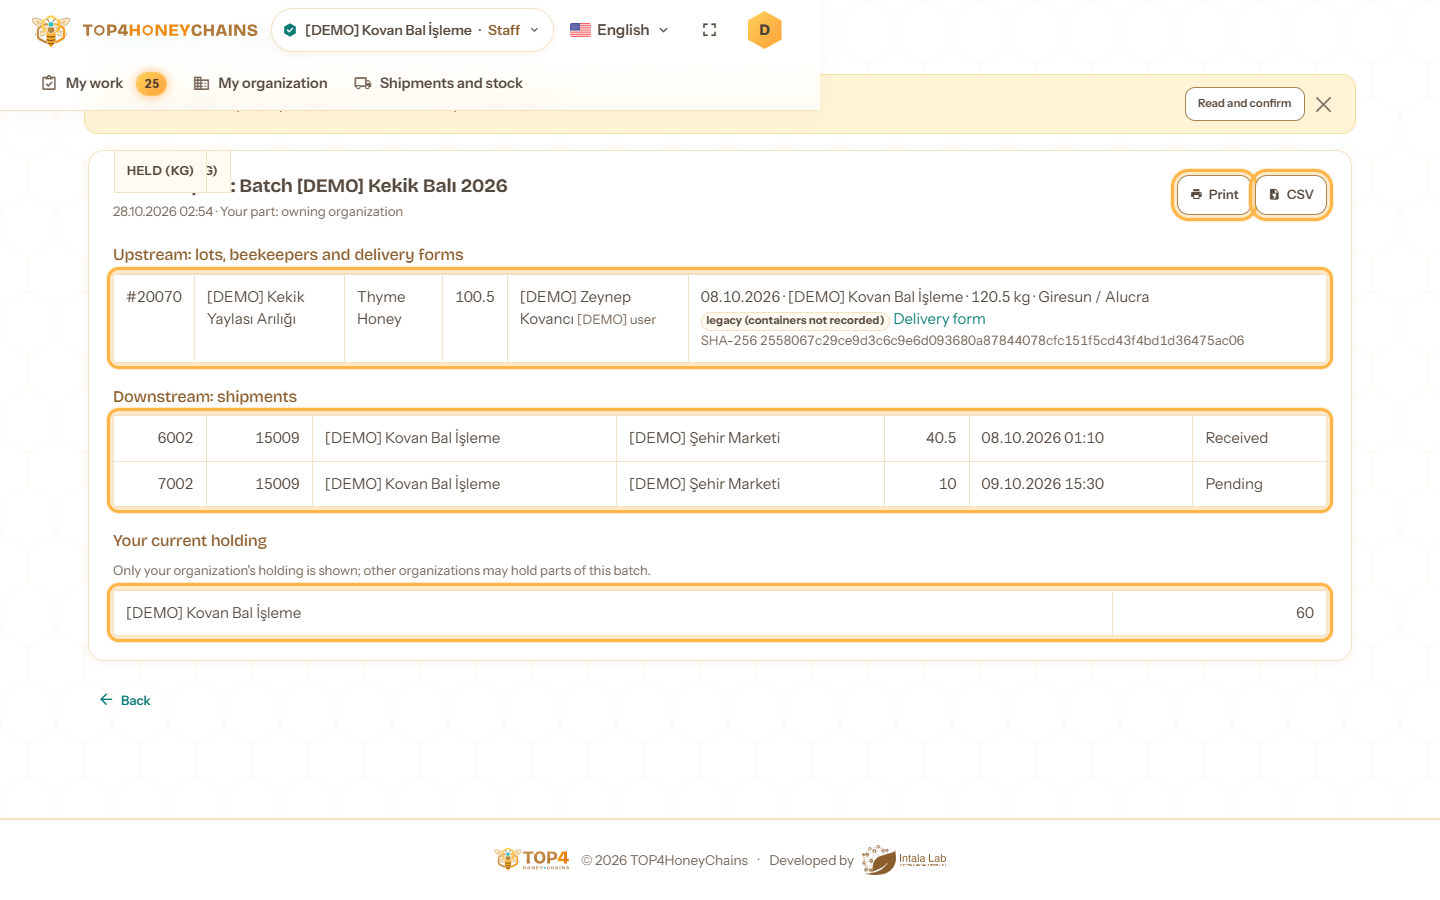 TOP4HONEYCHAINS
[DEMO] Kovan Bal İşleme · Staff
English
D
My work 25
My organization
Shipments and stock
Read and confirm
HELD (KG) G)
: Batch [DEMO] Kekik Balı 2026
Print
CSV
28.10.2026 02:54 · Your part: owning organization
Upstream: lots, beekeepers and delivery forms
#20070
[DEMO] Kekik
Yaylası Arılığı
Thyme
Honey
100.5
[DEMO] Zeynep
Kovancı [DEMO] user
08.10.2026 · [DEMO] Kovan Bal İşleme · 120.5 kg · Giresun / Alucra
legacy (containers not recorded) Delivery form
SHA-256 2558067c29ce9d3c6c9e6d093680a87844078cfc151f5cd43f4bd1d36475ac06
Downstream: shipments
6002 15009 [DEMO] Kovan Bal İşleme [DEMO] Şehir Marketi 40.5 08.10.2026 01:10 Received
7002 15009 [DEMO] Kovan Bal İşleme [DEMO] Şehir Marketi 10 09.10.2026 15:30 Pending
Your current holding
Only your organization's holding is shown; other organizations may hold parts of this batch.
[DEMO] Kovan Bal İşleme 60
Back
TOP4
© 2026 TOP4HoneyChains · Developed by
Intala Lab